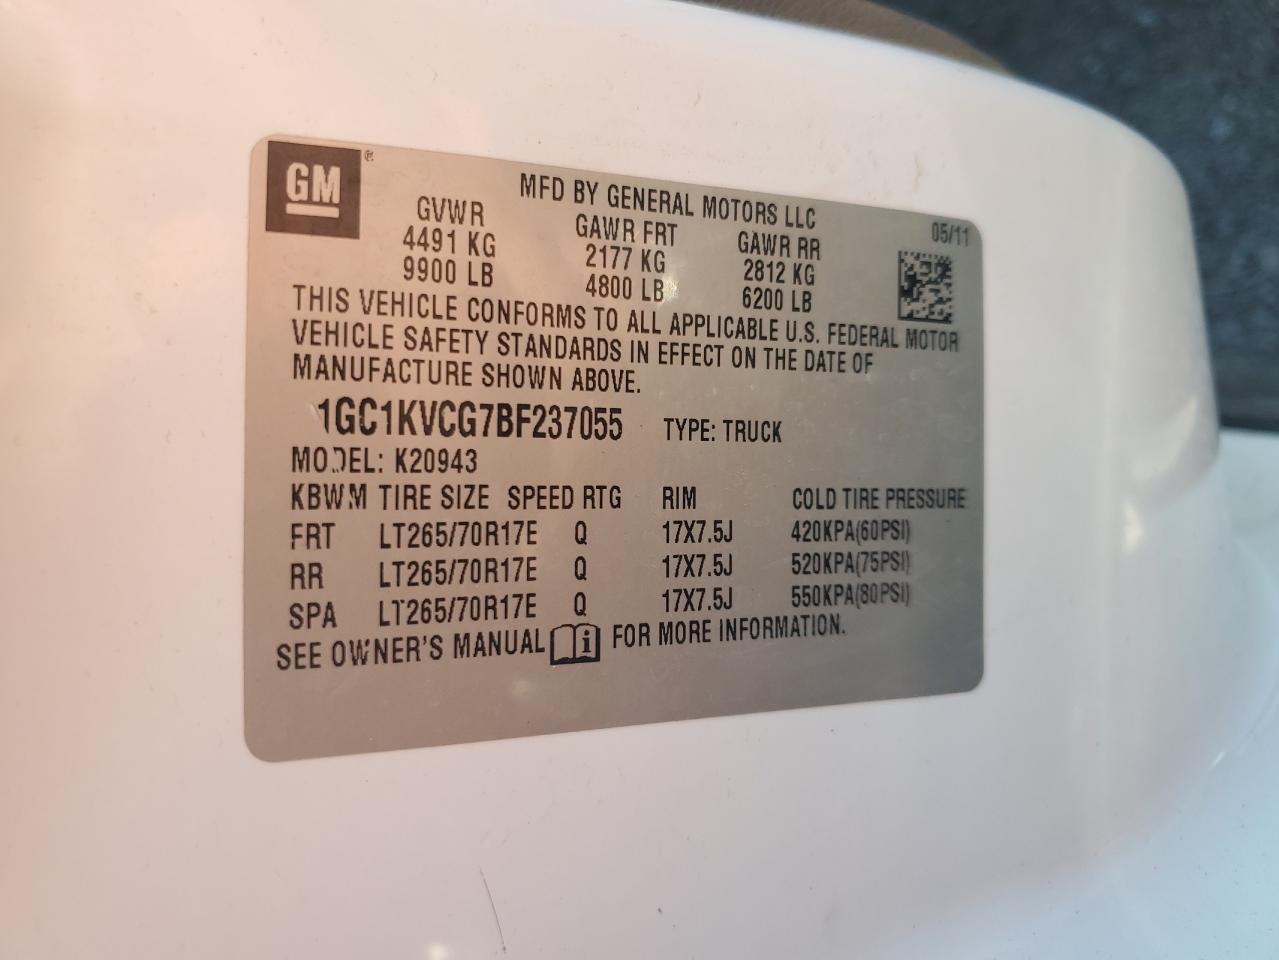 GM ®
MFD BY GENERAL MOTORS LLC
05/11
GVWR GAWR FRT GAWR RR
4491 KG 2177 KG 2812 KG
9900 LB 4800 LB 6200 LB
THIS VEHICLE CONFORMS TO ALL APPLICABLE U.S. FEDERAL MOTOR
VEHICLE SAFETY STANDARDS IN EFFECT ON THE DATE OF
MANUFACTURE SHOWN ABOVE.
1GC1KVCG7BF237055 TYPE: TRUCK
MODEL: K20943
KBWM TIRE SIZE SPEED RTG RIM COLD TIRE PRESSURE
FRT LT265/70R17E Q 17X7.5J 420KPA(60PSI)
RR LT265/70R17E Q 17X7.5J 520KPA(75PSI)
SPA LT265/70R17E Q 17X7.5J 550KPA(80PSI)
SEE OWNER'S MANUAL i FOR MORE INFORMATION.